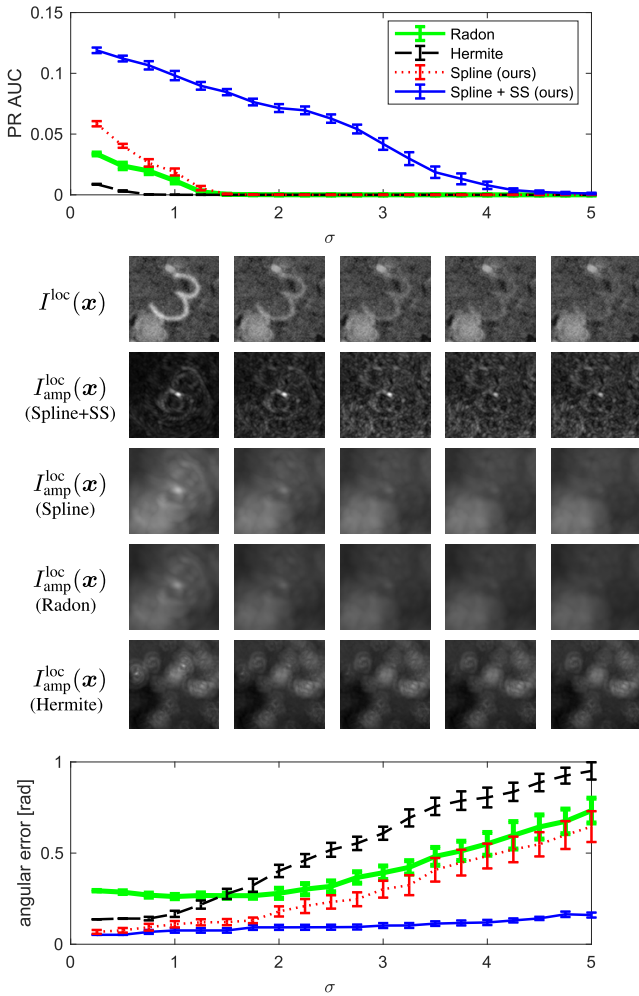 0.15
0.1
0.05
0
PR AUC
Radon
Hermite
Spline (ours)
Spline + SS (ours)
0 1 2 3 4 5
σ
I^loc(x)
I^loc_amp(x)
(Spline+SS)
I^loc_amp(x)
(Spline)
I^loc_amp(x)
(Radon)
I^loc_amp(x)
(Hermite)
1
0.5
0
angular error [rad]
0 1 2 3 4 5
σ